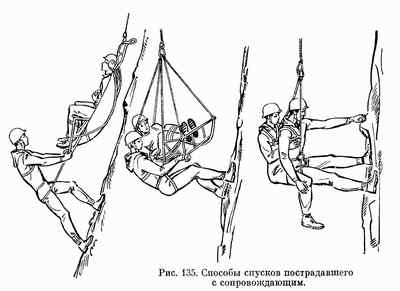 Рис. 135. Способы спусков пострадавшего
с сопровождающим.